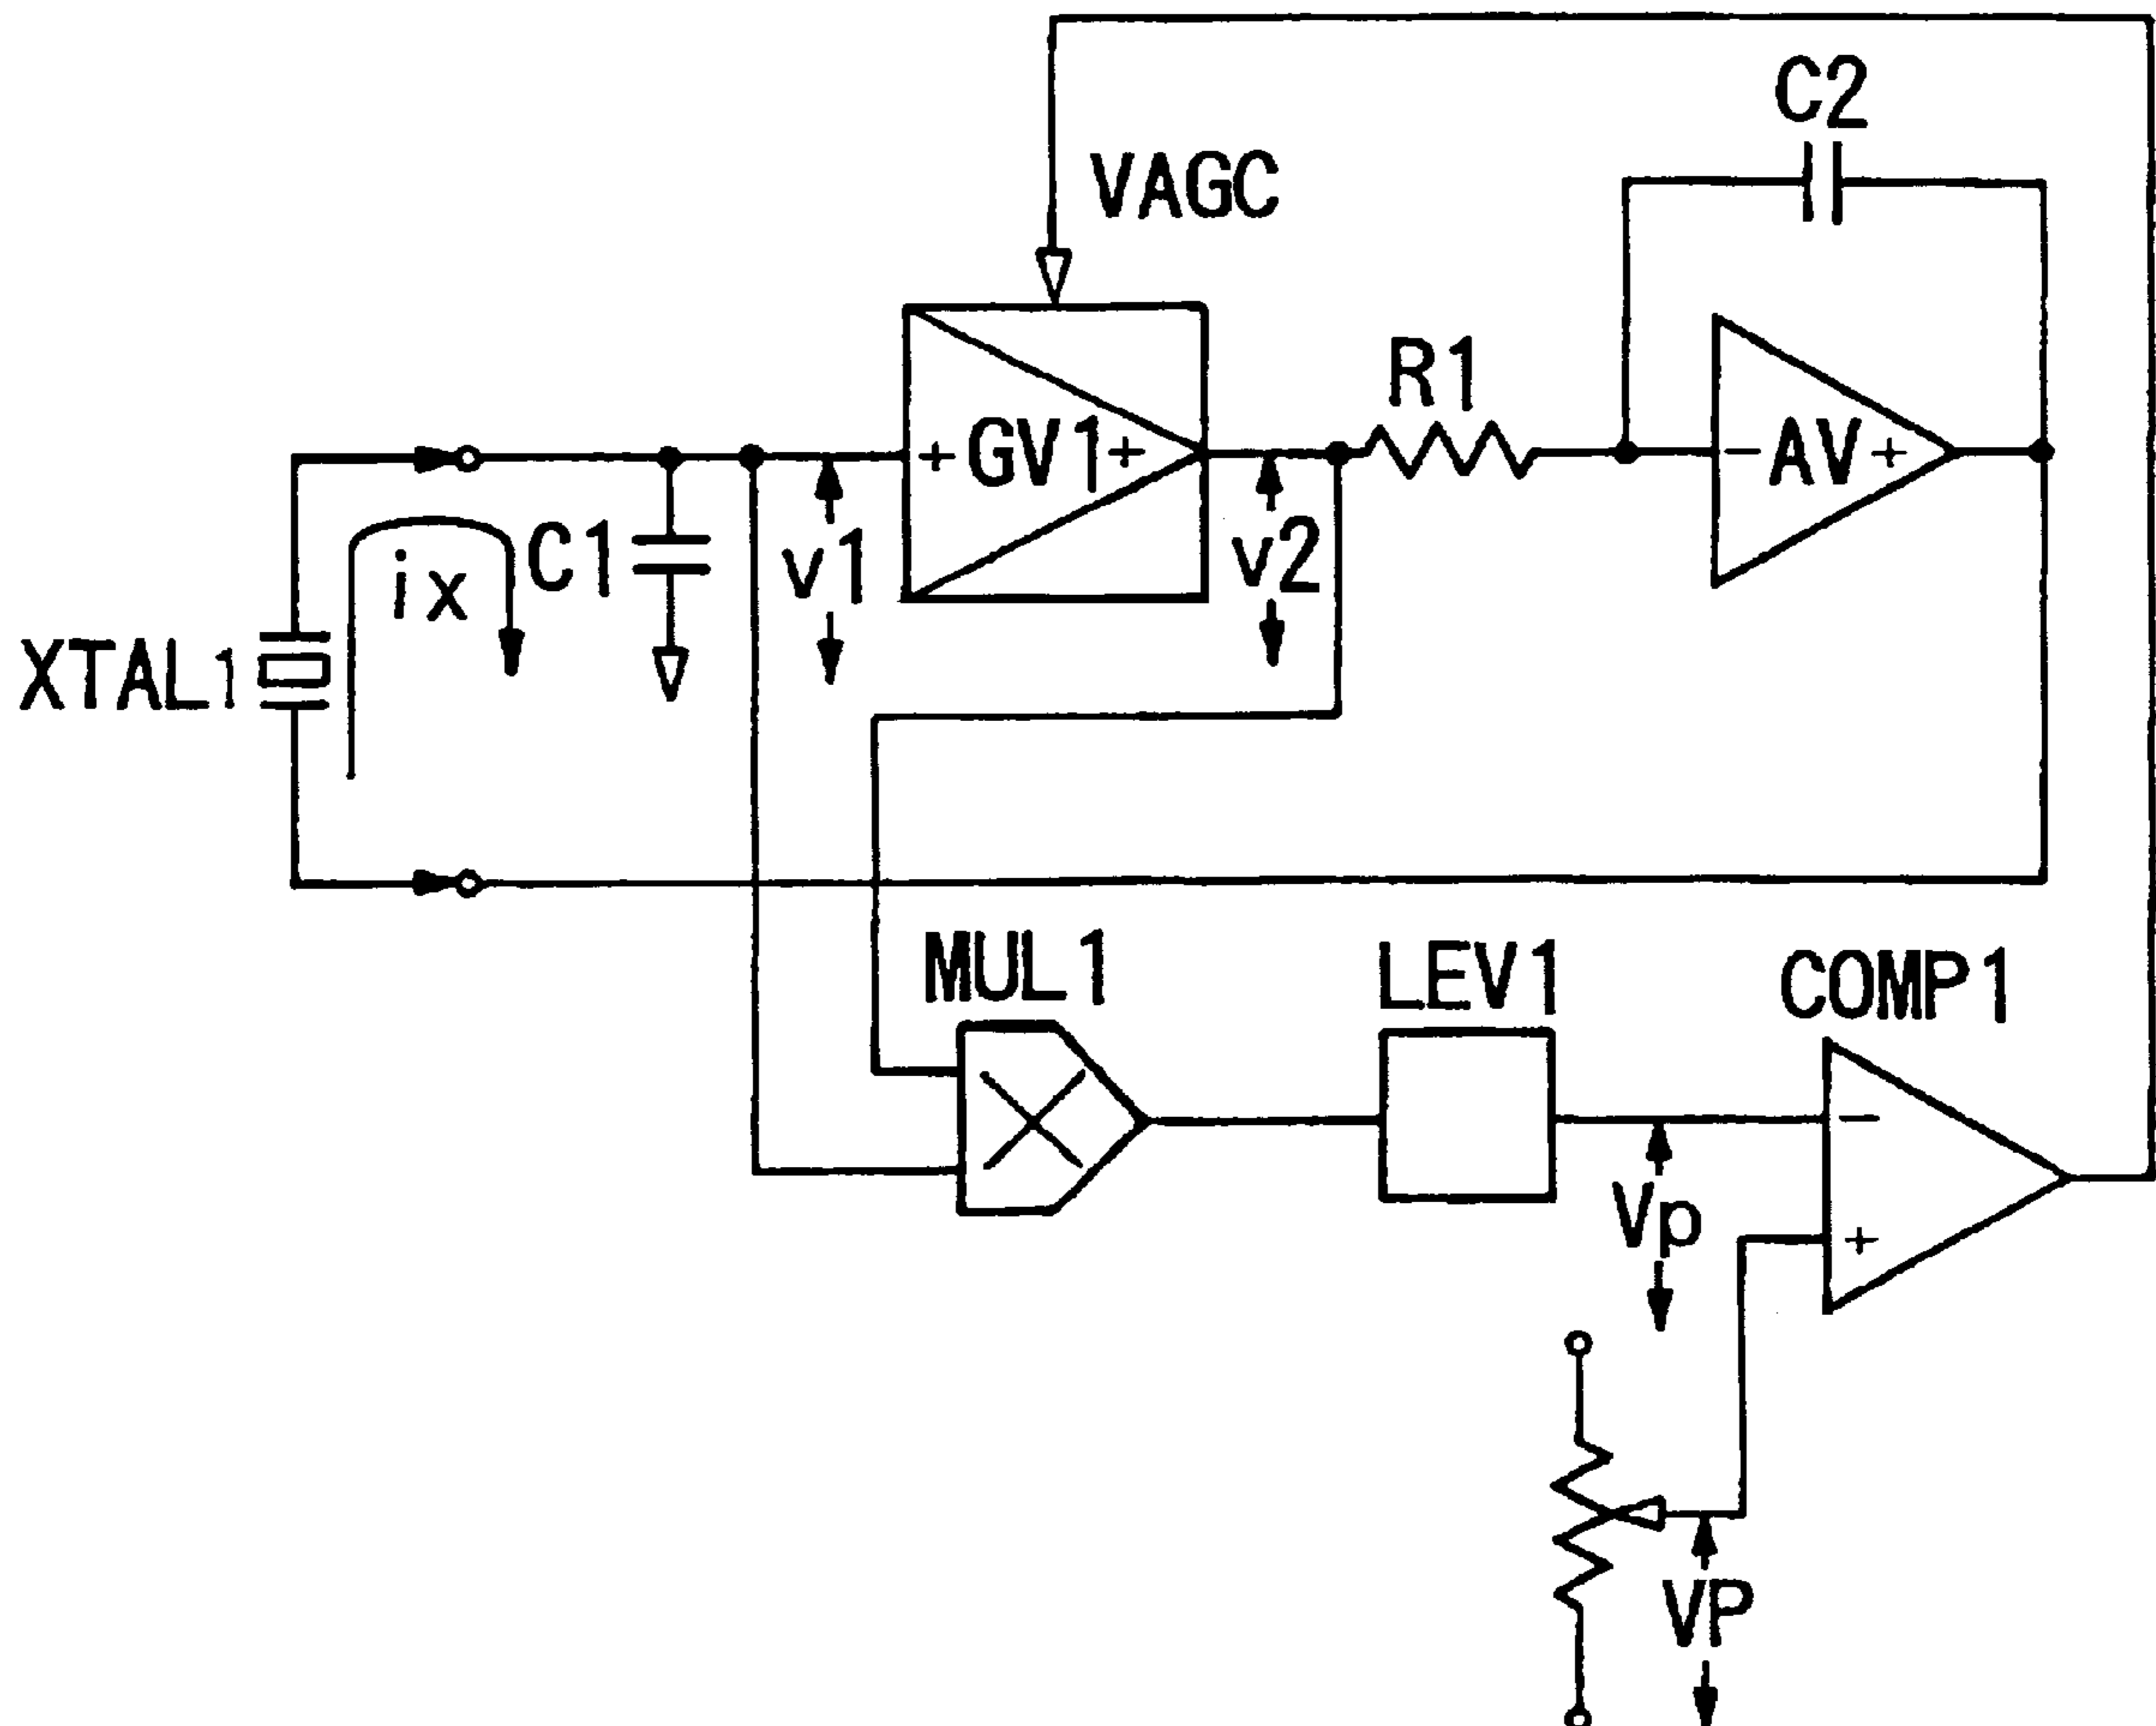 C2
VAGC
R1
+ GV1 +
- AV +
ix
C1
v1
v2
XTAL1
MUL1
LEV1
COMP1
-
Vp
+
VP